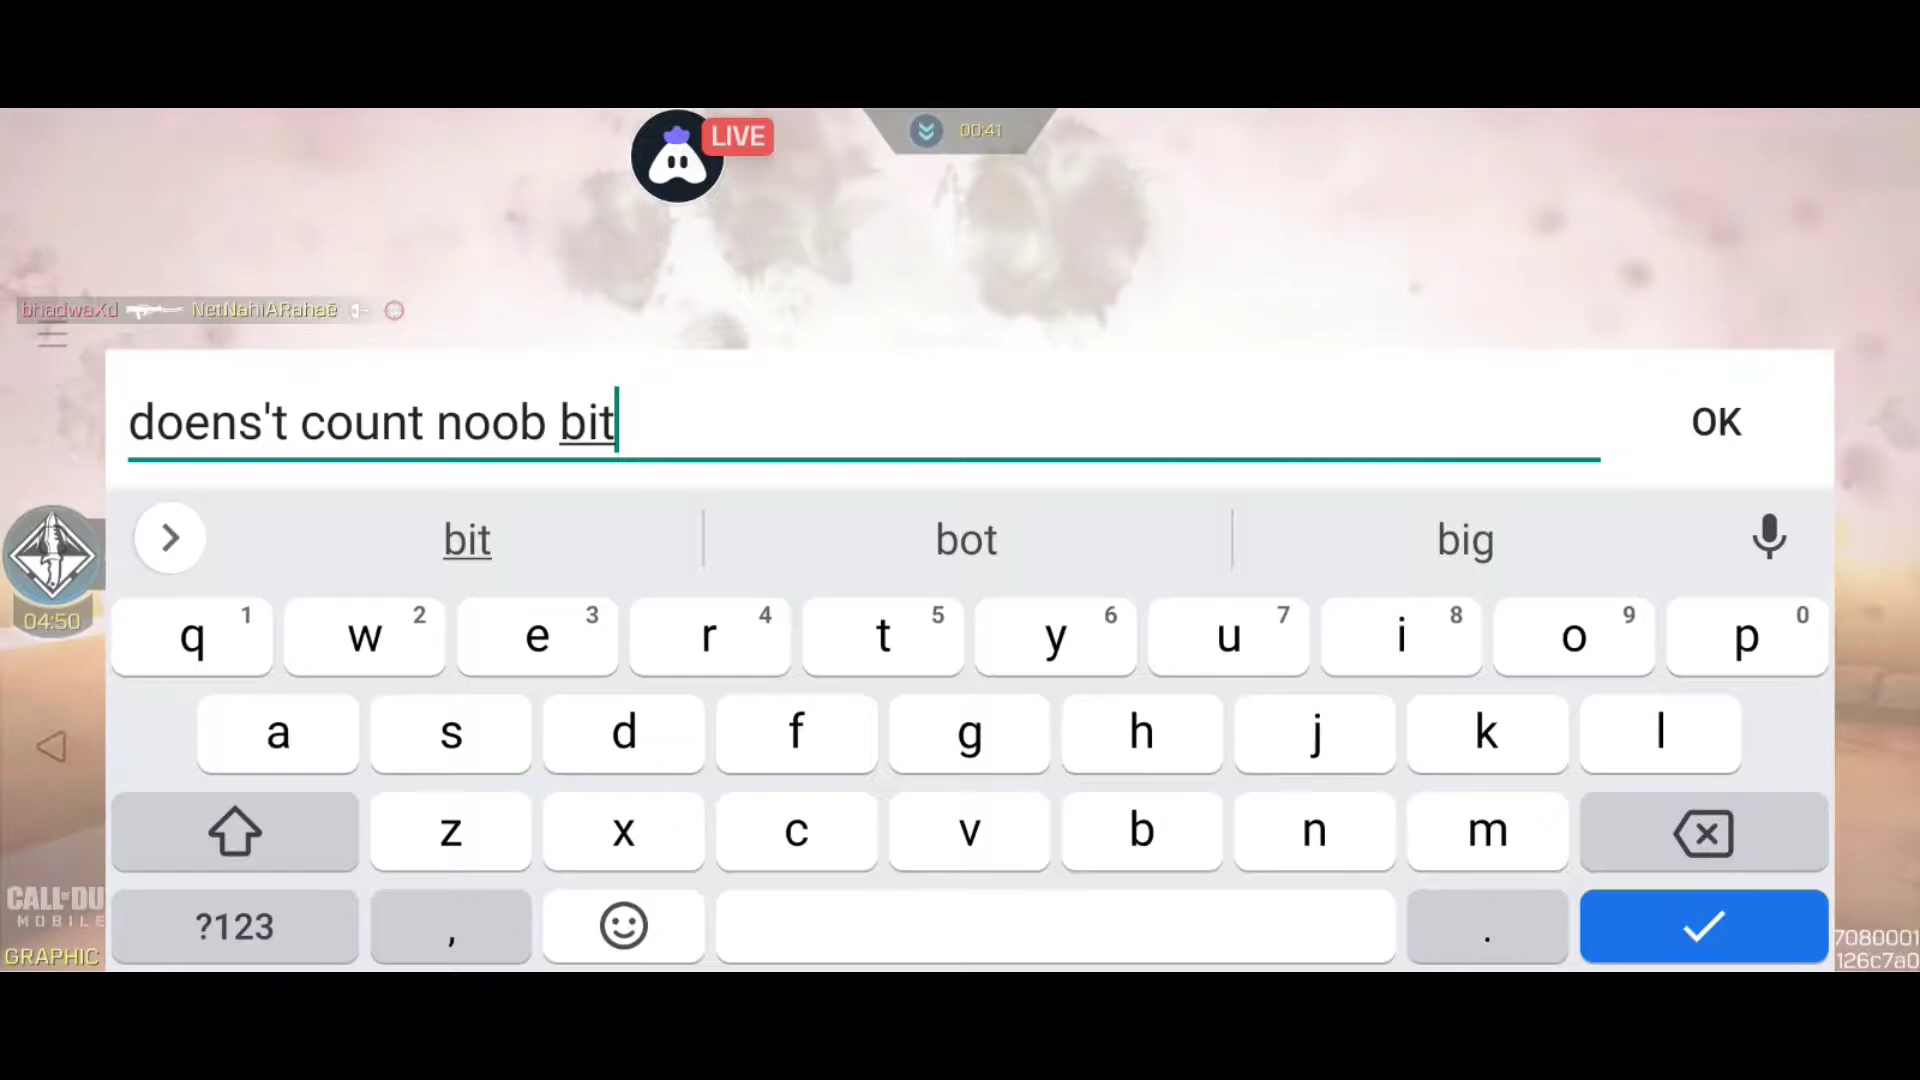 LIVE
00:41
bhadwaXd NetNahiARahaē
doens't count noob bit
OK
bit bot big
q 1 w 2 e 3 r 4 t 5 y 6 u 7 i 8 o 9 p 0
a s d f g h j k l
04:50
z x c v b n m
CALL OF DU
MOBILE
?123 , .
GRAPHIC
7080001
126c7a0